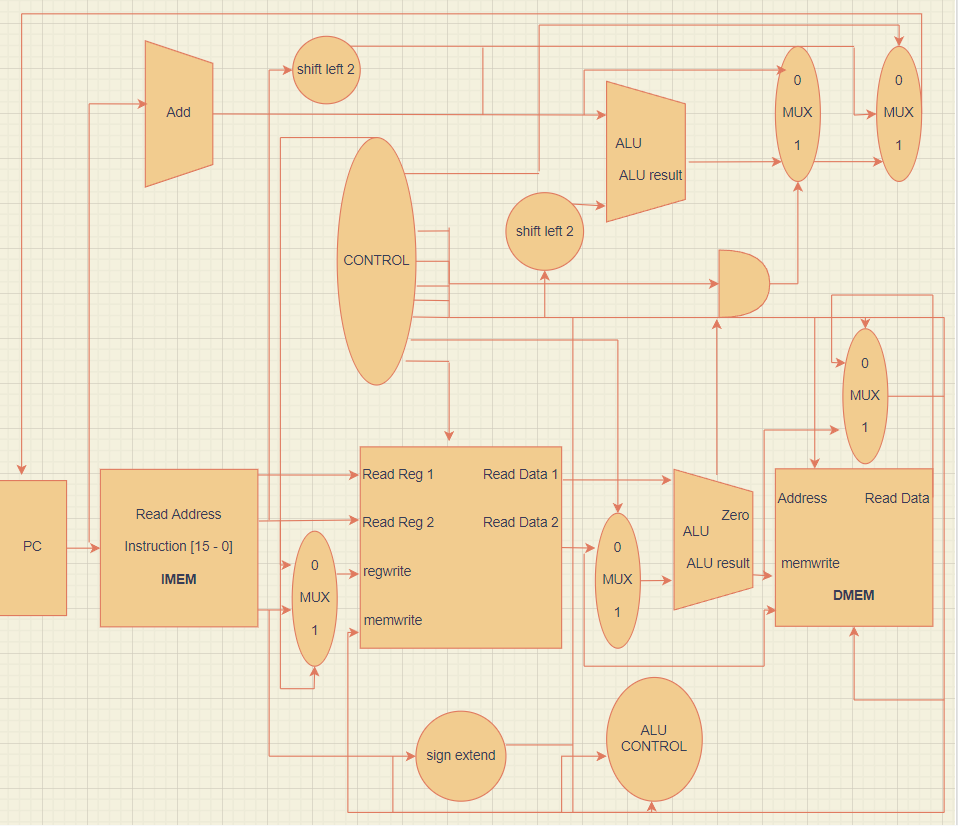 shift left 2
Add
0
MUX
1
0
MUX
1
ALU
ALU result
shift left 2
CONTROL
0
MUX
1
Read Reg 1
Read Data 1
Read Reg 2
Read Data 2
regwrite
memwrite
PC
Read Address
Instruction [15 - 0]
IMEM
0
MUX
1
0
MUX
1
Zero
ALU
ALU result
Address
Read Data
memwrite
DMEM
sign extend
ALU
CONTROL